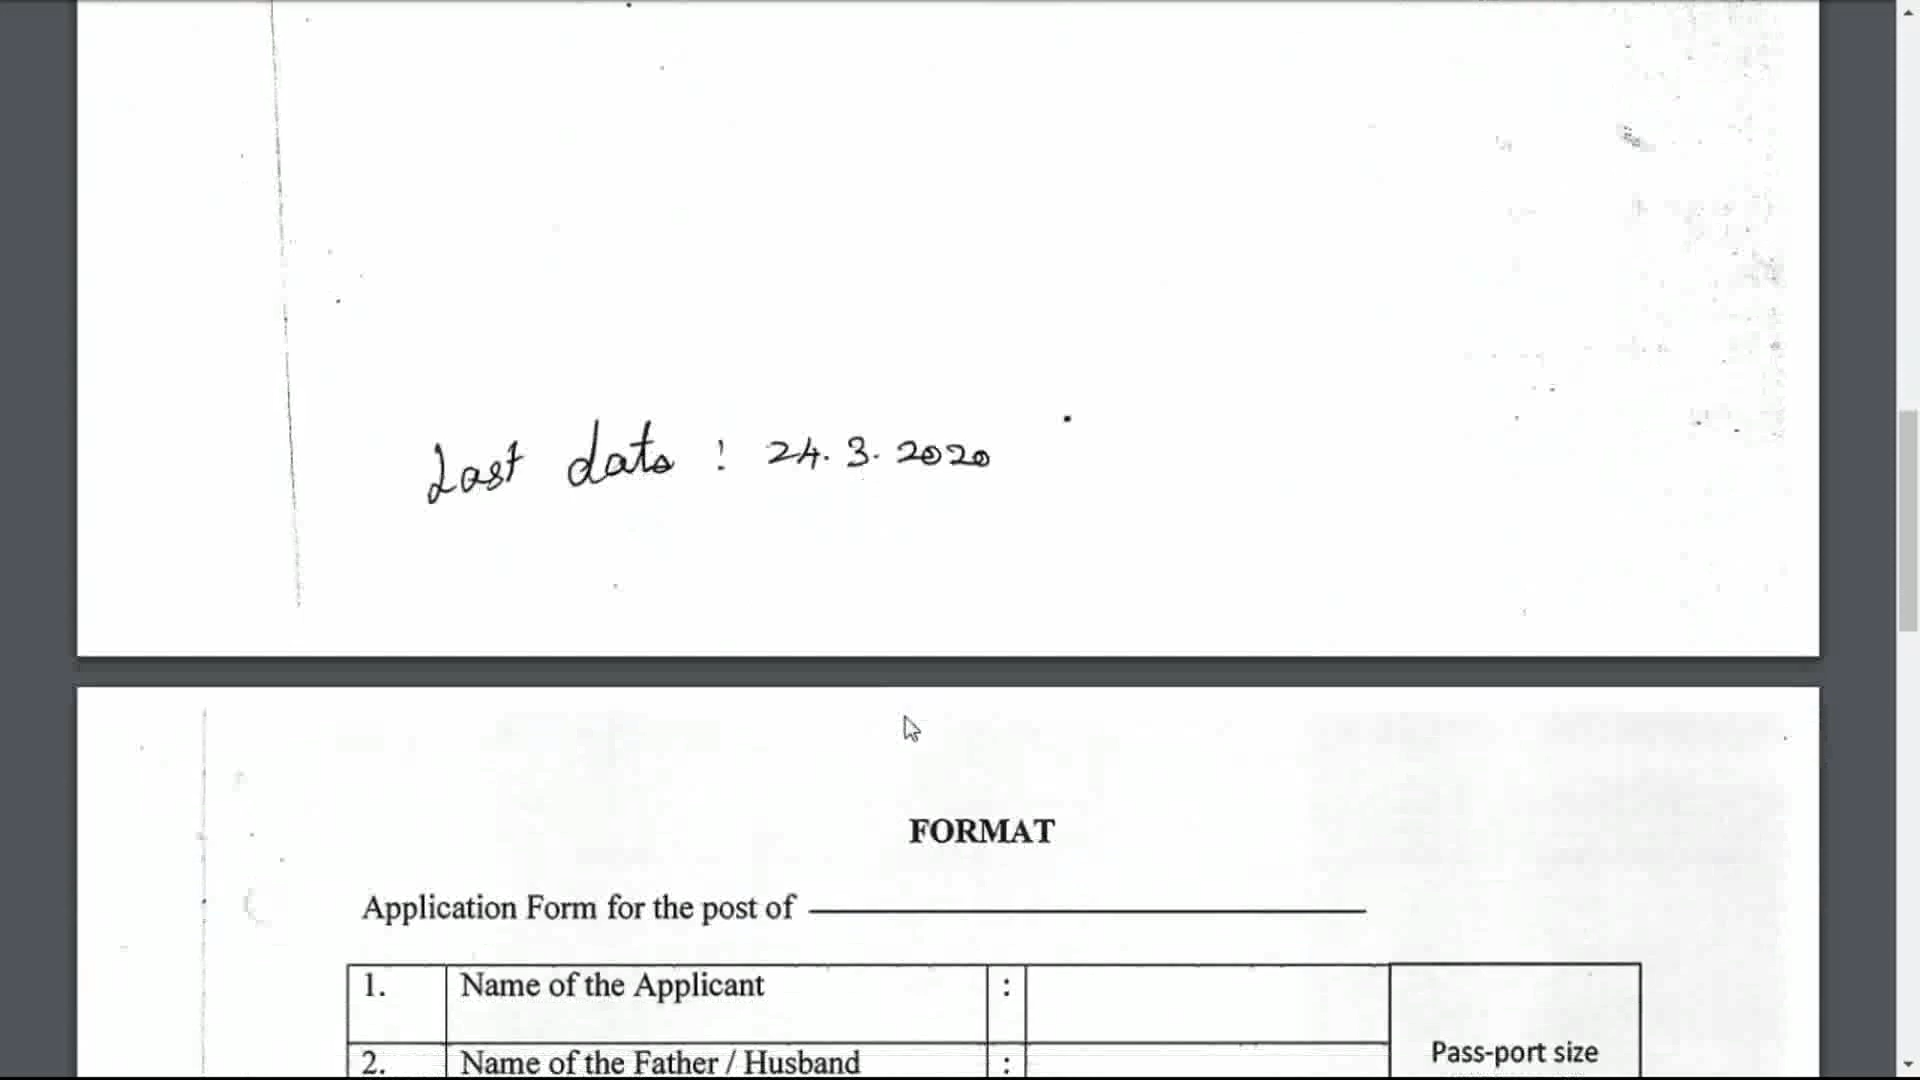 Last date : 24.3.2020
FORMAT
Application Form for the post of
1. Name of the Applicant :
2. Name of the Father / Husband :
Pass-port size